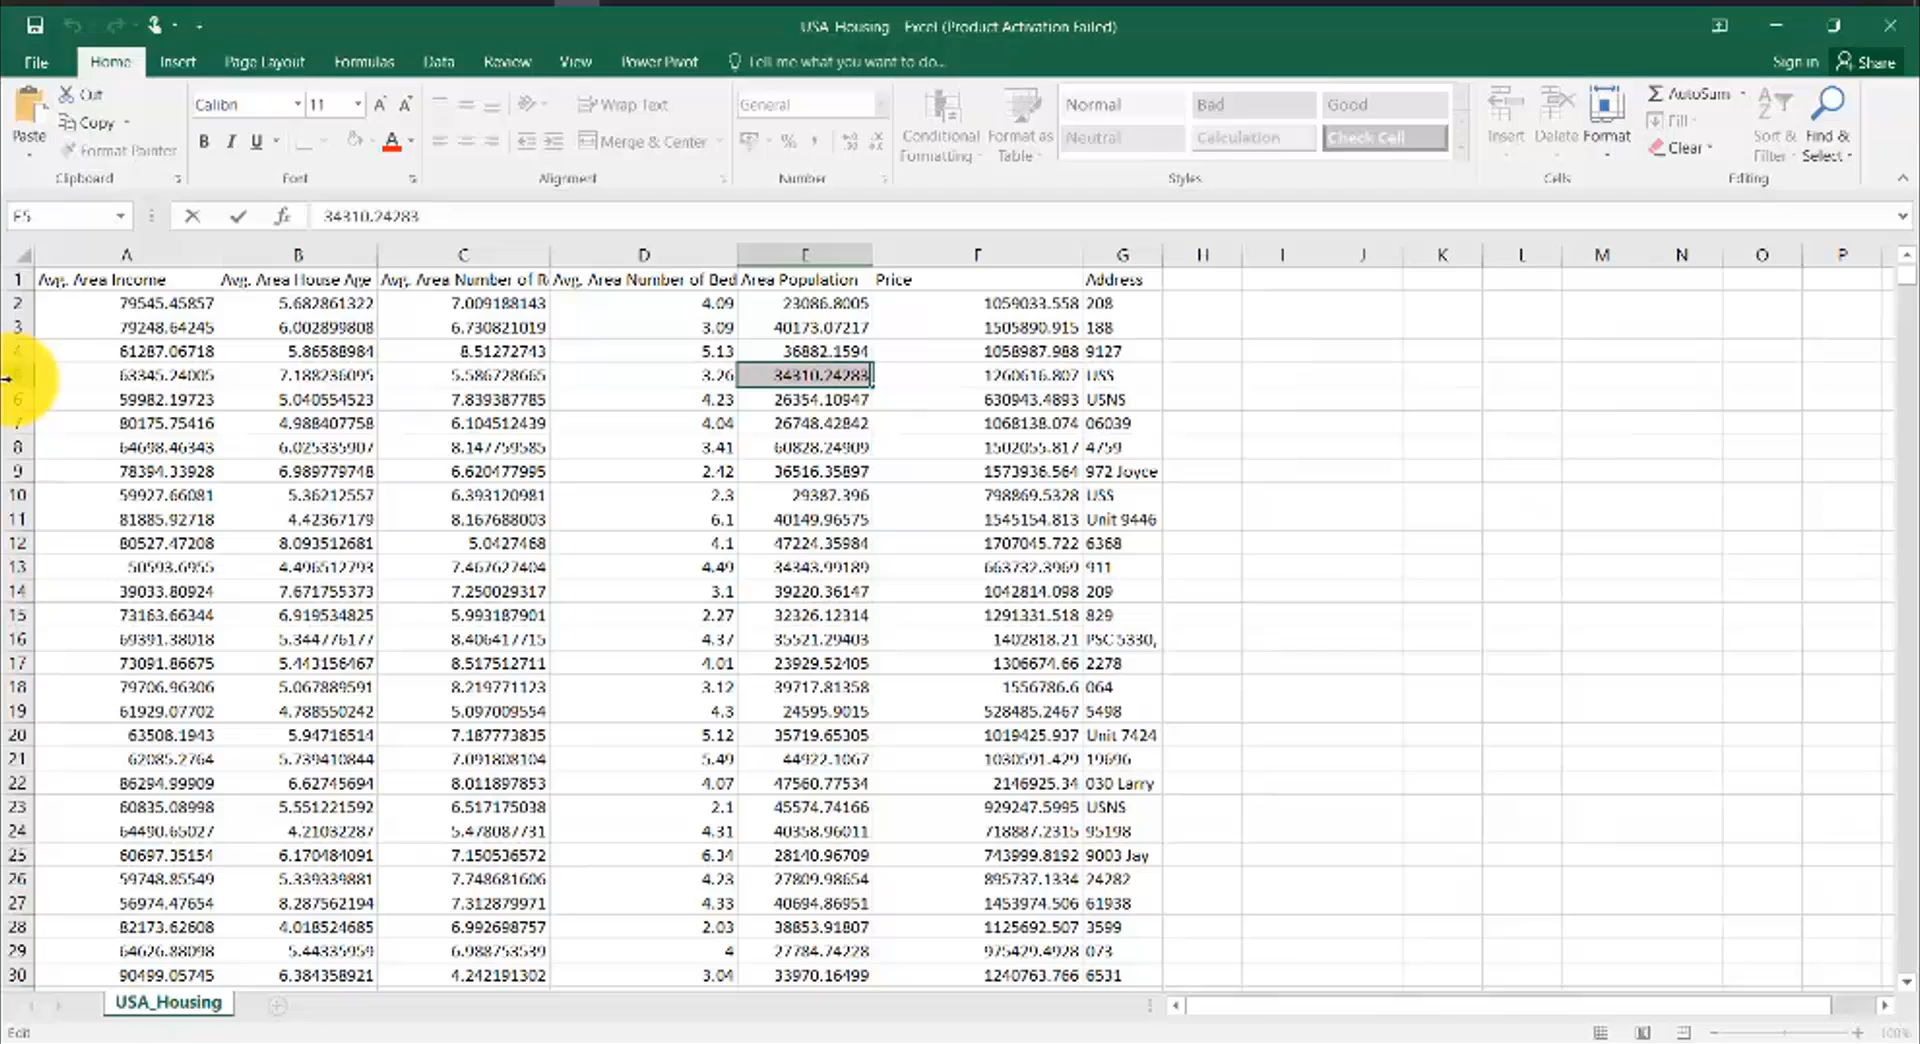 USA_Housing - Excel (Product Activation Failed)
File Home Insert Page Layout Formulas Data Review View Power Pivot Tell me what you want to do... Sign in Share
Paste Cut Copy Format Painter Clipboard
Calibri 11 B I U A Font
Wrap Text Merge & Center Alignment
General % , Number
Conditional Formatting Format as Table
Normal Bad Good
Neutral Calculation Check Cell
Styles
Insert Delete Format Cells
AutoSum Fill Clear Sort & Filter Find & Select Editing
E5 fx 34310.24283
A B C D E F G H I J K L M N O P
1 Avg. Area Income Avg. Area House Age Avg. Area Number of R Avg. Area Number of Bed Area Population Price Address
2 79545.45857 5.682861322 7.009188143 4.09 23086.8005 1059033.558 208
3 79248.64245 6.002899808 6.730821019 3.09 40173.07217 1505890.915 188
4 61287.06718 5.86588984 8.51272743 5.13 36882.1594 1058987.988 9127
5 63345.24005 7.188236095 5.586728665 3.26 34310.24283 1260616.807 USS
6 59982.19723 5.040554523 7.839387785 4.23 26354.10947 630943.4893 USNS
7 80175.75416 4.988407758 6.104512439 4.04 26748.42842 1068138.074 06039
8 64698.46343 6.025335907 8.147759585 3.41 60828.24909 1502055.817 4759
9 78394.33928 6.989779748 6.620477995 2.42 36516.35897 1573936.564 972 Joyce
10 59927.66081 5.36212557 6.393120981 2.3 29387.396 798869.5328 USS
11 81885.92718 4.42367179 8.167688003 6.1 40149.96575 1545154.813 Unit 9446
12 80527.47208 8.093512681 5.0427468 4.1 47224.35984 1707045.722 6368
13 50593.6955 4.496512793 7.467627404 4.49 34343.99189 663732.3969 911
14 39033.80924 7.671755373 7.250029317 3.1 39220.36147 1042814.098 209
15 73163.66344 6.919534825 5.993187901 2.27 32326.12314 1291331.518 829
16 69391.38018 5.344776177 8.406417715 4.37 35521.29403 1402818.21 PSC 5330,
17 73091.86675 5.443156467 8.517512711 4.01 23929.52405 1306674.66 2278
18 79706.96306 5.067889591 8.219771123 3.12 39717.81358 1556786.6 064
19 61929.07702 4.788550242 5.097009554 4.3 24595.9015 528485.2467 5498
20 63508.1943 5.94716514 7.187773835 5.12 35719.65305 1019425.937 Unit 7424
21 62085.2764 5.739410844 7.091808104 5.49 44922.1067 1030591.429 19696
22 86294.99909 6.62745694 8.011897853 4.07 47560.77534 2146925.34 030 Larry
23 60835.08998 5.551221592 6.517175038 2.1 45574.74166 929247.5995 USNS
24 64490.65027 4.21032287 5.478087731 4.31 40358.96011 718887.2315 95198
25 60697.35154 6.170484091 7.150536572 6.34 28140.96709 743999.8192 9003 Jay
26 59748.85549 5.339339881 7.748681606 4.23 27809.98654 895737.1334 24282
27 56974.47654 8.287562194 7.312879971 4.33 40694.86951 1453974.506 61938
28 82173.62608 4.018524685 6.992698757 2.03 38853.91807 1125692.507 3599
29 64626.88098 5.44335959 6.988753539 4 27784.74228 975429.4928 073
30 90499.05745 6.384358921 4.242191302 3.04 33970.16499 1240763.766 6531
USA_Housing
Edit 100%